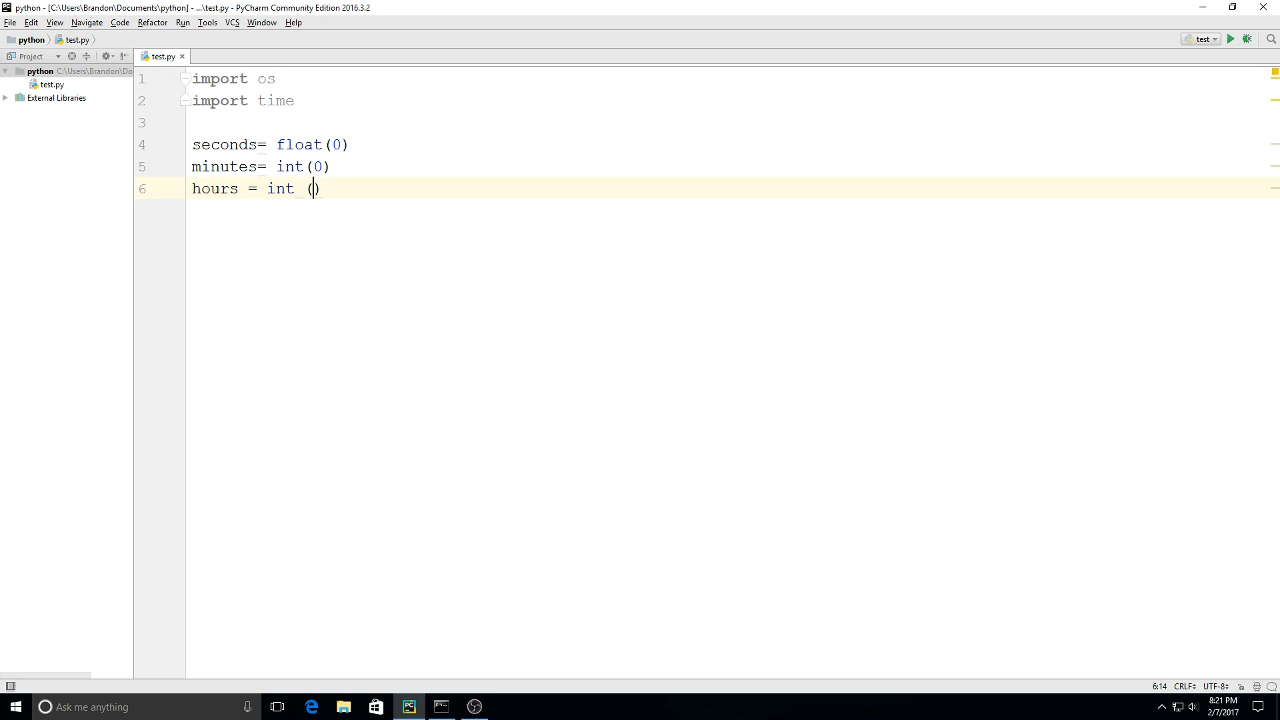 python - [C:\Users\Brandon\Documents\python] - ...\test.py - PyCharm Community Edition 2016.3.2
File Edit View Navigate Code Refactor Run Tools VCS Window Help
python test.py test
Project test.py
python C:\Users\Brandon\Do
test.py
External Libraries
1 import os
2 import time
3
4 seconds= float(0)
5 minutes= int(0)
6 hours = int ()
6:14 CRLF÷ UTF-8÷
Ask me anything
8:21 PM
2/7/2017